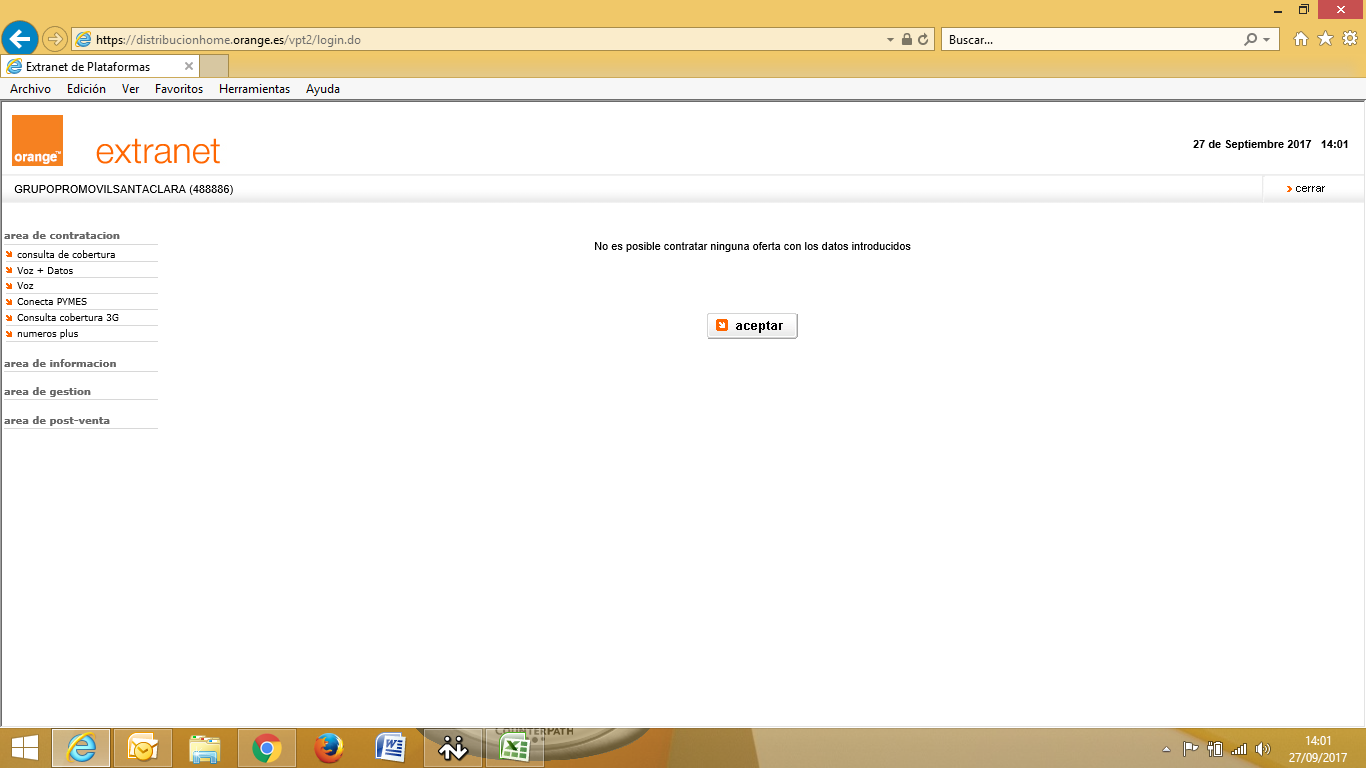 https://distribucionhome.orange.es/vpt2/login.do
Buscar...
Extranet de Plataformas
Archivo Edición Ver Favoritos Herramientas Ayuda
orange™
extranet
27 de Septiembre 2017 14:01
GRUPOPROMOVILSANTACLARA (488886)
cerrar
area de contratacion
consulta de cobertura
Voz + Datos
Voz
Conecta PYMES
Consulta cobertura 3G
numeros plus
area de informacion
area de gestion
area de post-venta
No es posible contratar ninguna oferta con los datos introducidos
aceptar
COUNTERPATH
14:01
27/09/2017